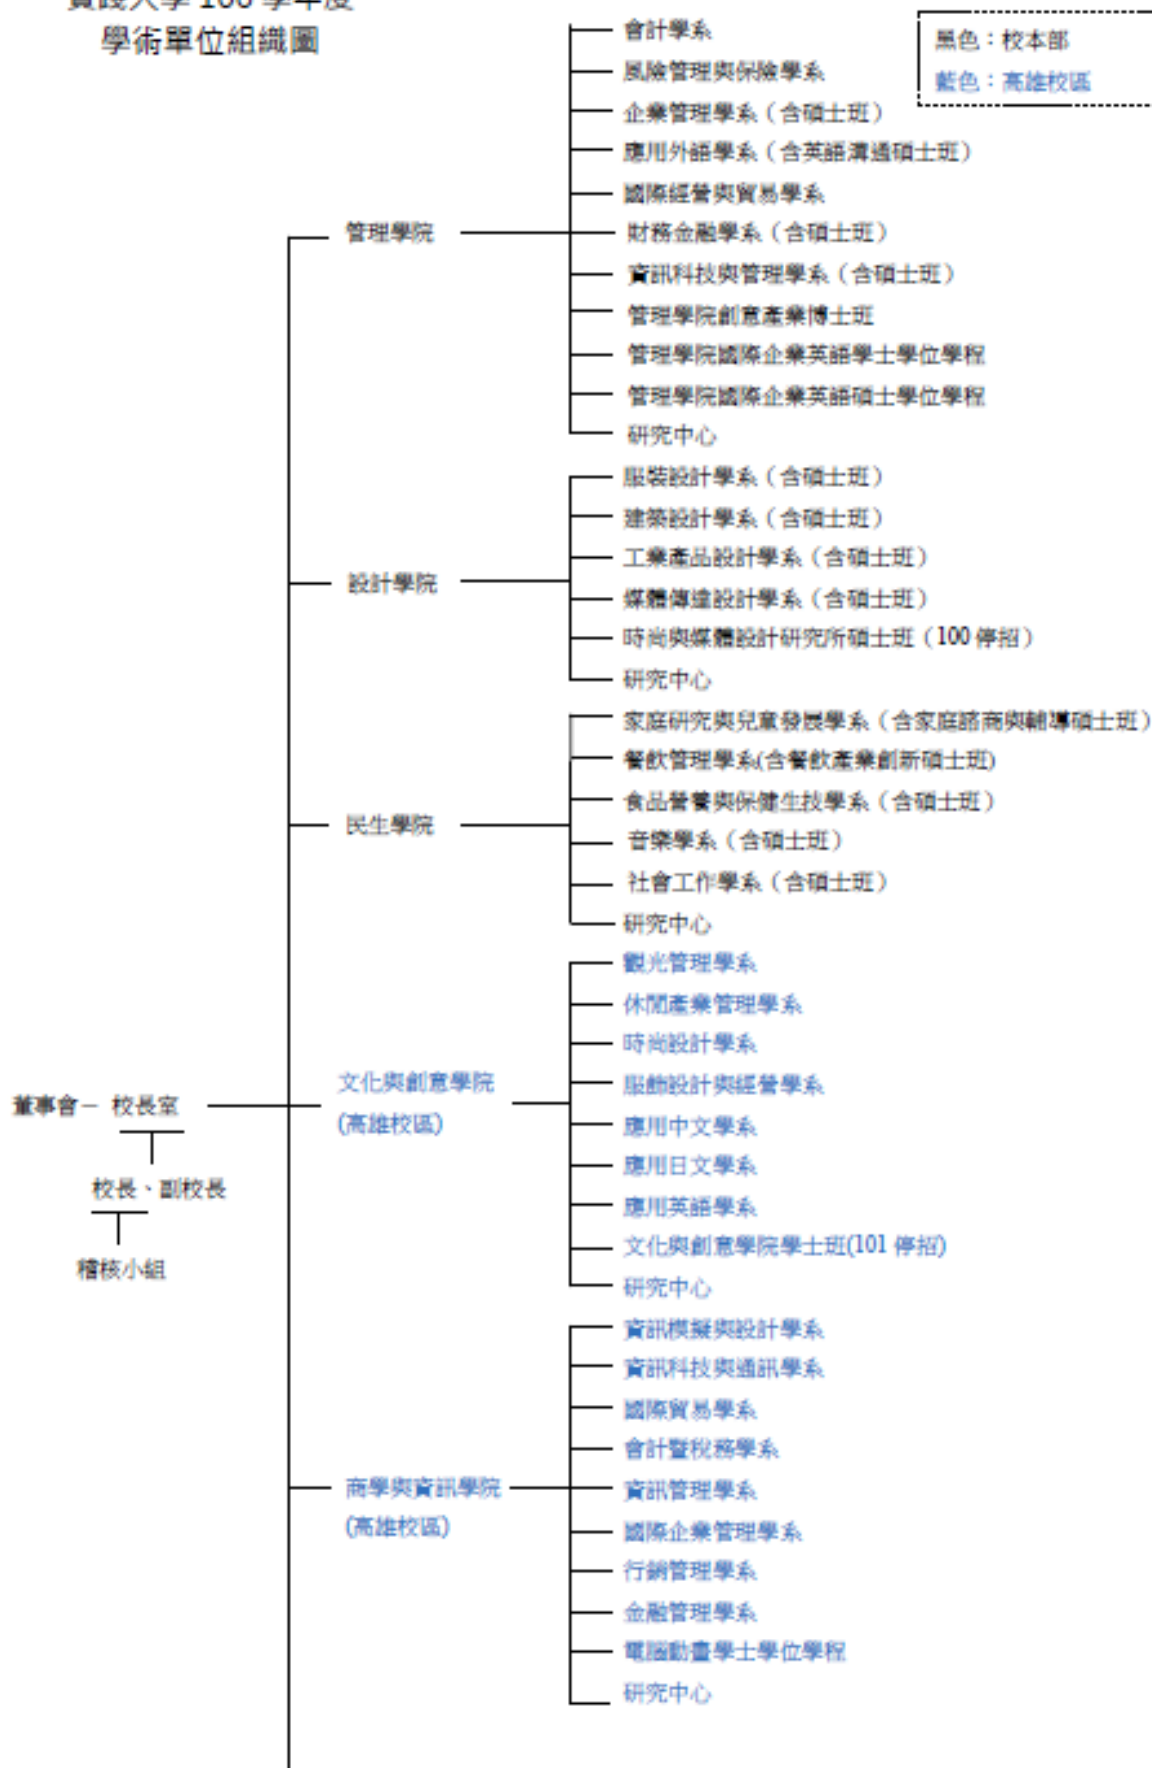 實踐大學 106 學年度
學術單位組織圖
黑色：校本部
藍色：高雄校區
會計學系
風險管理與保險學系
企業管理學系（含碩士班）
應用外語學系（含英語溝通碩士班）
國際經營與貿易學系
管理學院
財務金融學系（含碩士班）
資訊科技與管理學系（含碩士班）
管理學院創意產業博士班
管理學院國際企業英語學士學位學程
管理學院國際企業英語碩士學位學程
研究中心
服裝設計學系（含碩士班）
建築設計學系（含碩士班）
工業產品設計學系（含碩士班）
設計學院
媒體傳達設計學系（含碩士班）
時尚與媒體設計研究所碩士班（100 停招）
研究中心
家庭研究與兒童發展學系（含家庭諮商與輔導碩士班）
餐飲管理學系(含餐飲產業創新碩士班)
食品營養與保健生技學系（含碩士班）
民生學院
音樂學系（含碩士班）
社會工作學系（含碩士班）
研究中心
觀光管理學系
休閒產業管理學系
時尚設計學系
服飾設計與經營學系
文化與創意學院
(高雄校區)
董事會－ 校長室
校長、副校長
稽核小組
應用中文學系
應用日文學系
應用英語學系
文化與創意學院學士班(101 停招)
研究中心
資訊模擬與設計學系
資訊科技與通訊學系
國際貿易學系
會計暨稅務學系
商學與資訊學院
(高雄校區)
資訊管理學系
國際企業管理學系
行銷管理學系
金融管理學系
電腦動畫學士學位學程
研究中心